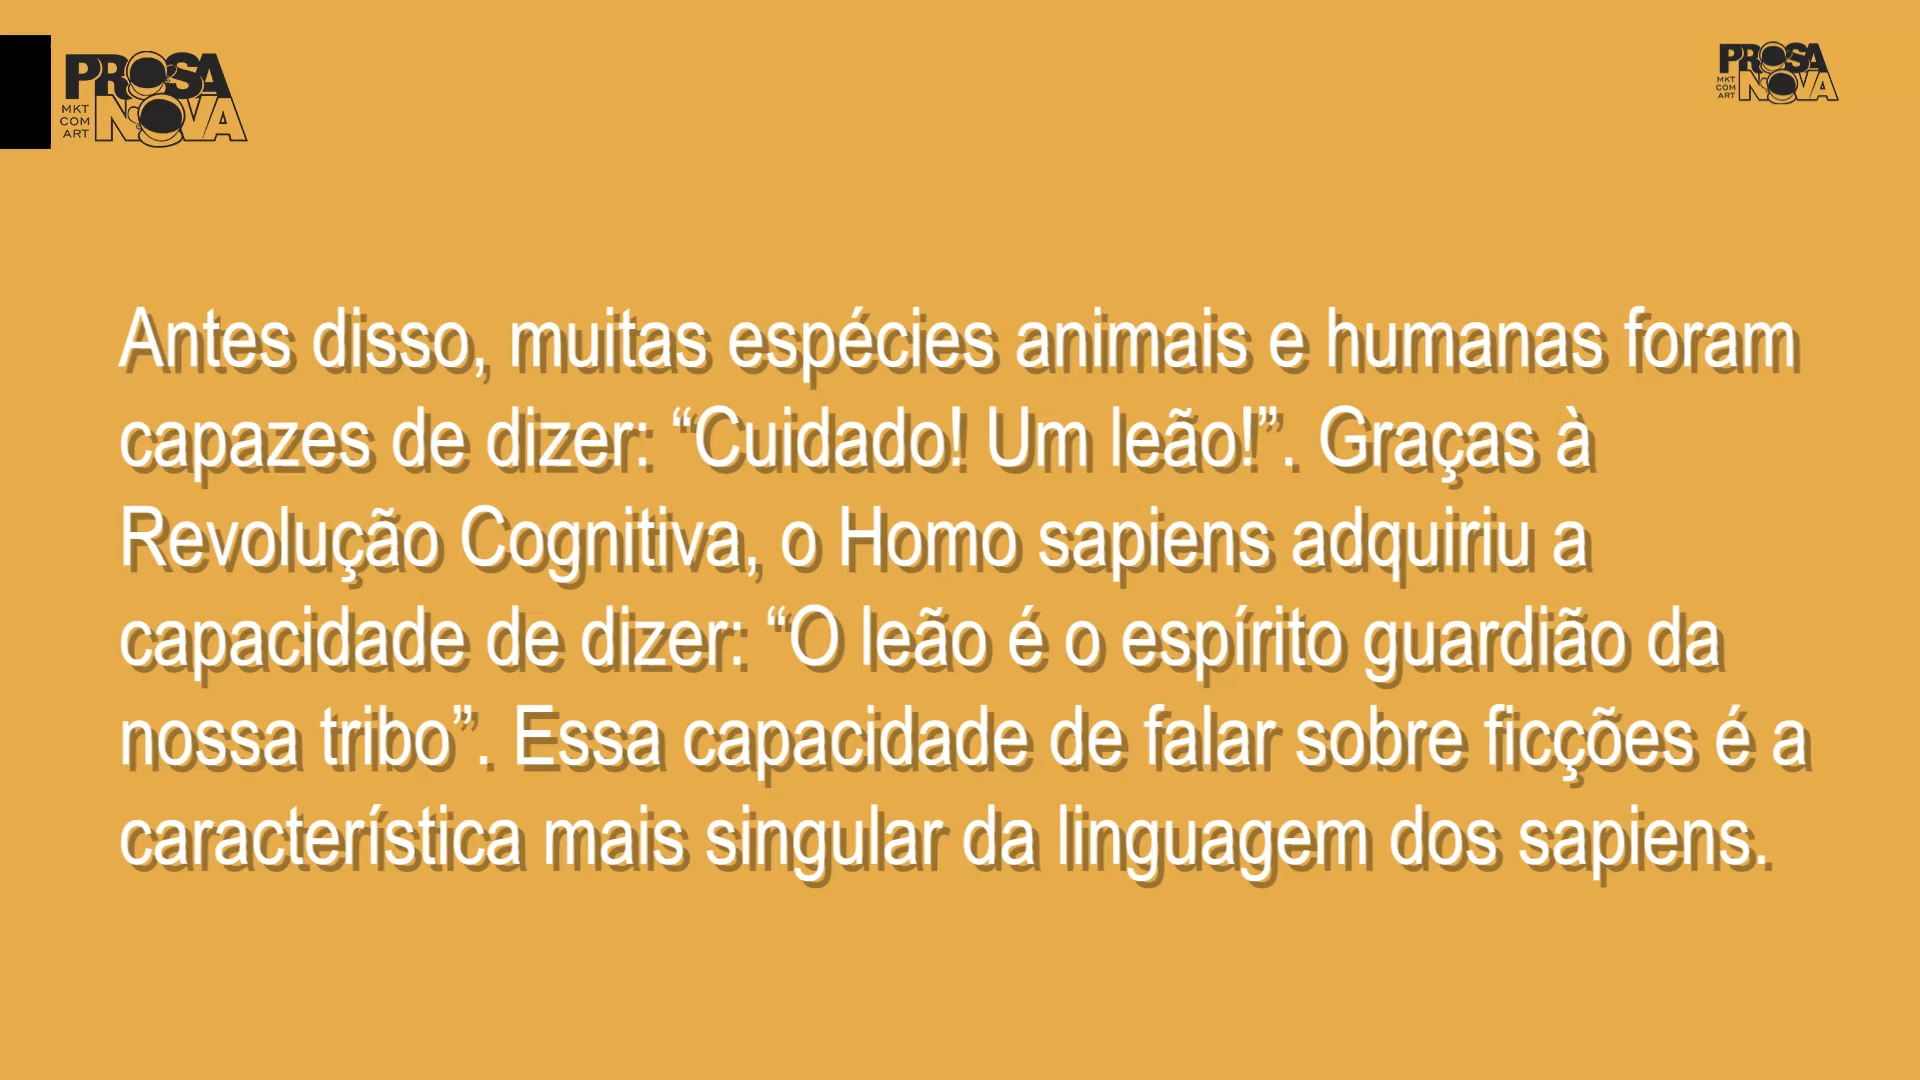 PROSA
MKT
COM
ART
NOVA
PROSA
MKT
COM
ART
NOVA
Antes disso, muitas espécies animais e humanas foram
capazes de dizer: “Cuidado! Um leão!”. Graças à
Revolução Cognitiva, o Homo sapiens adquiriu a
capacidade de dizer: “O leão é o espírito guardião da
nossa tribo”. Essa capacidade de falar sobre ficções é a
característica mais singular da linguagem dos sapiens.